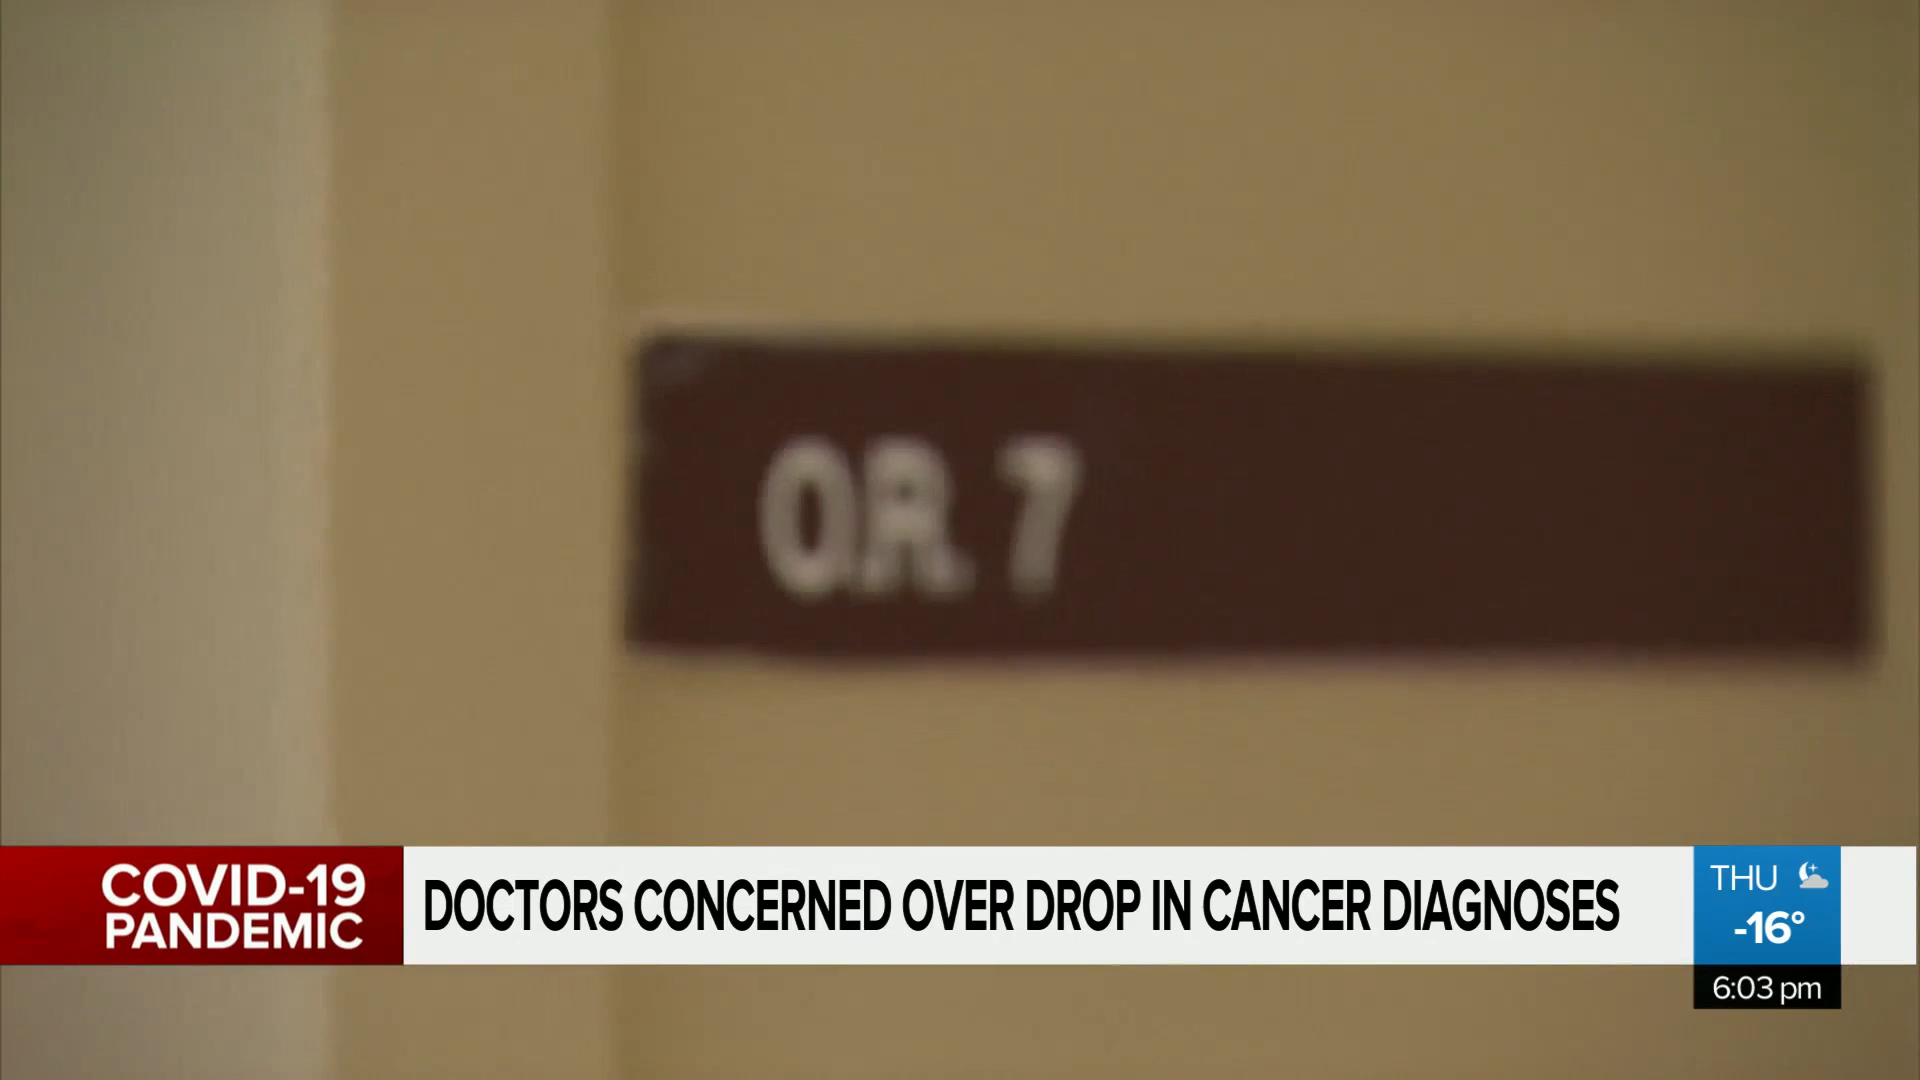 O.R. 7
COVID-19
PANDEMIC
DOCTORS CONCERNED OVER DROP IN CANCER DIAGNOSES
THU
-16°
6:03 pm